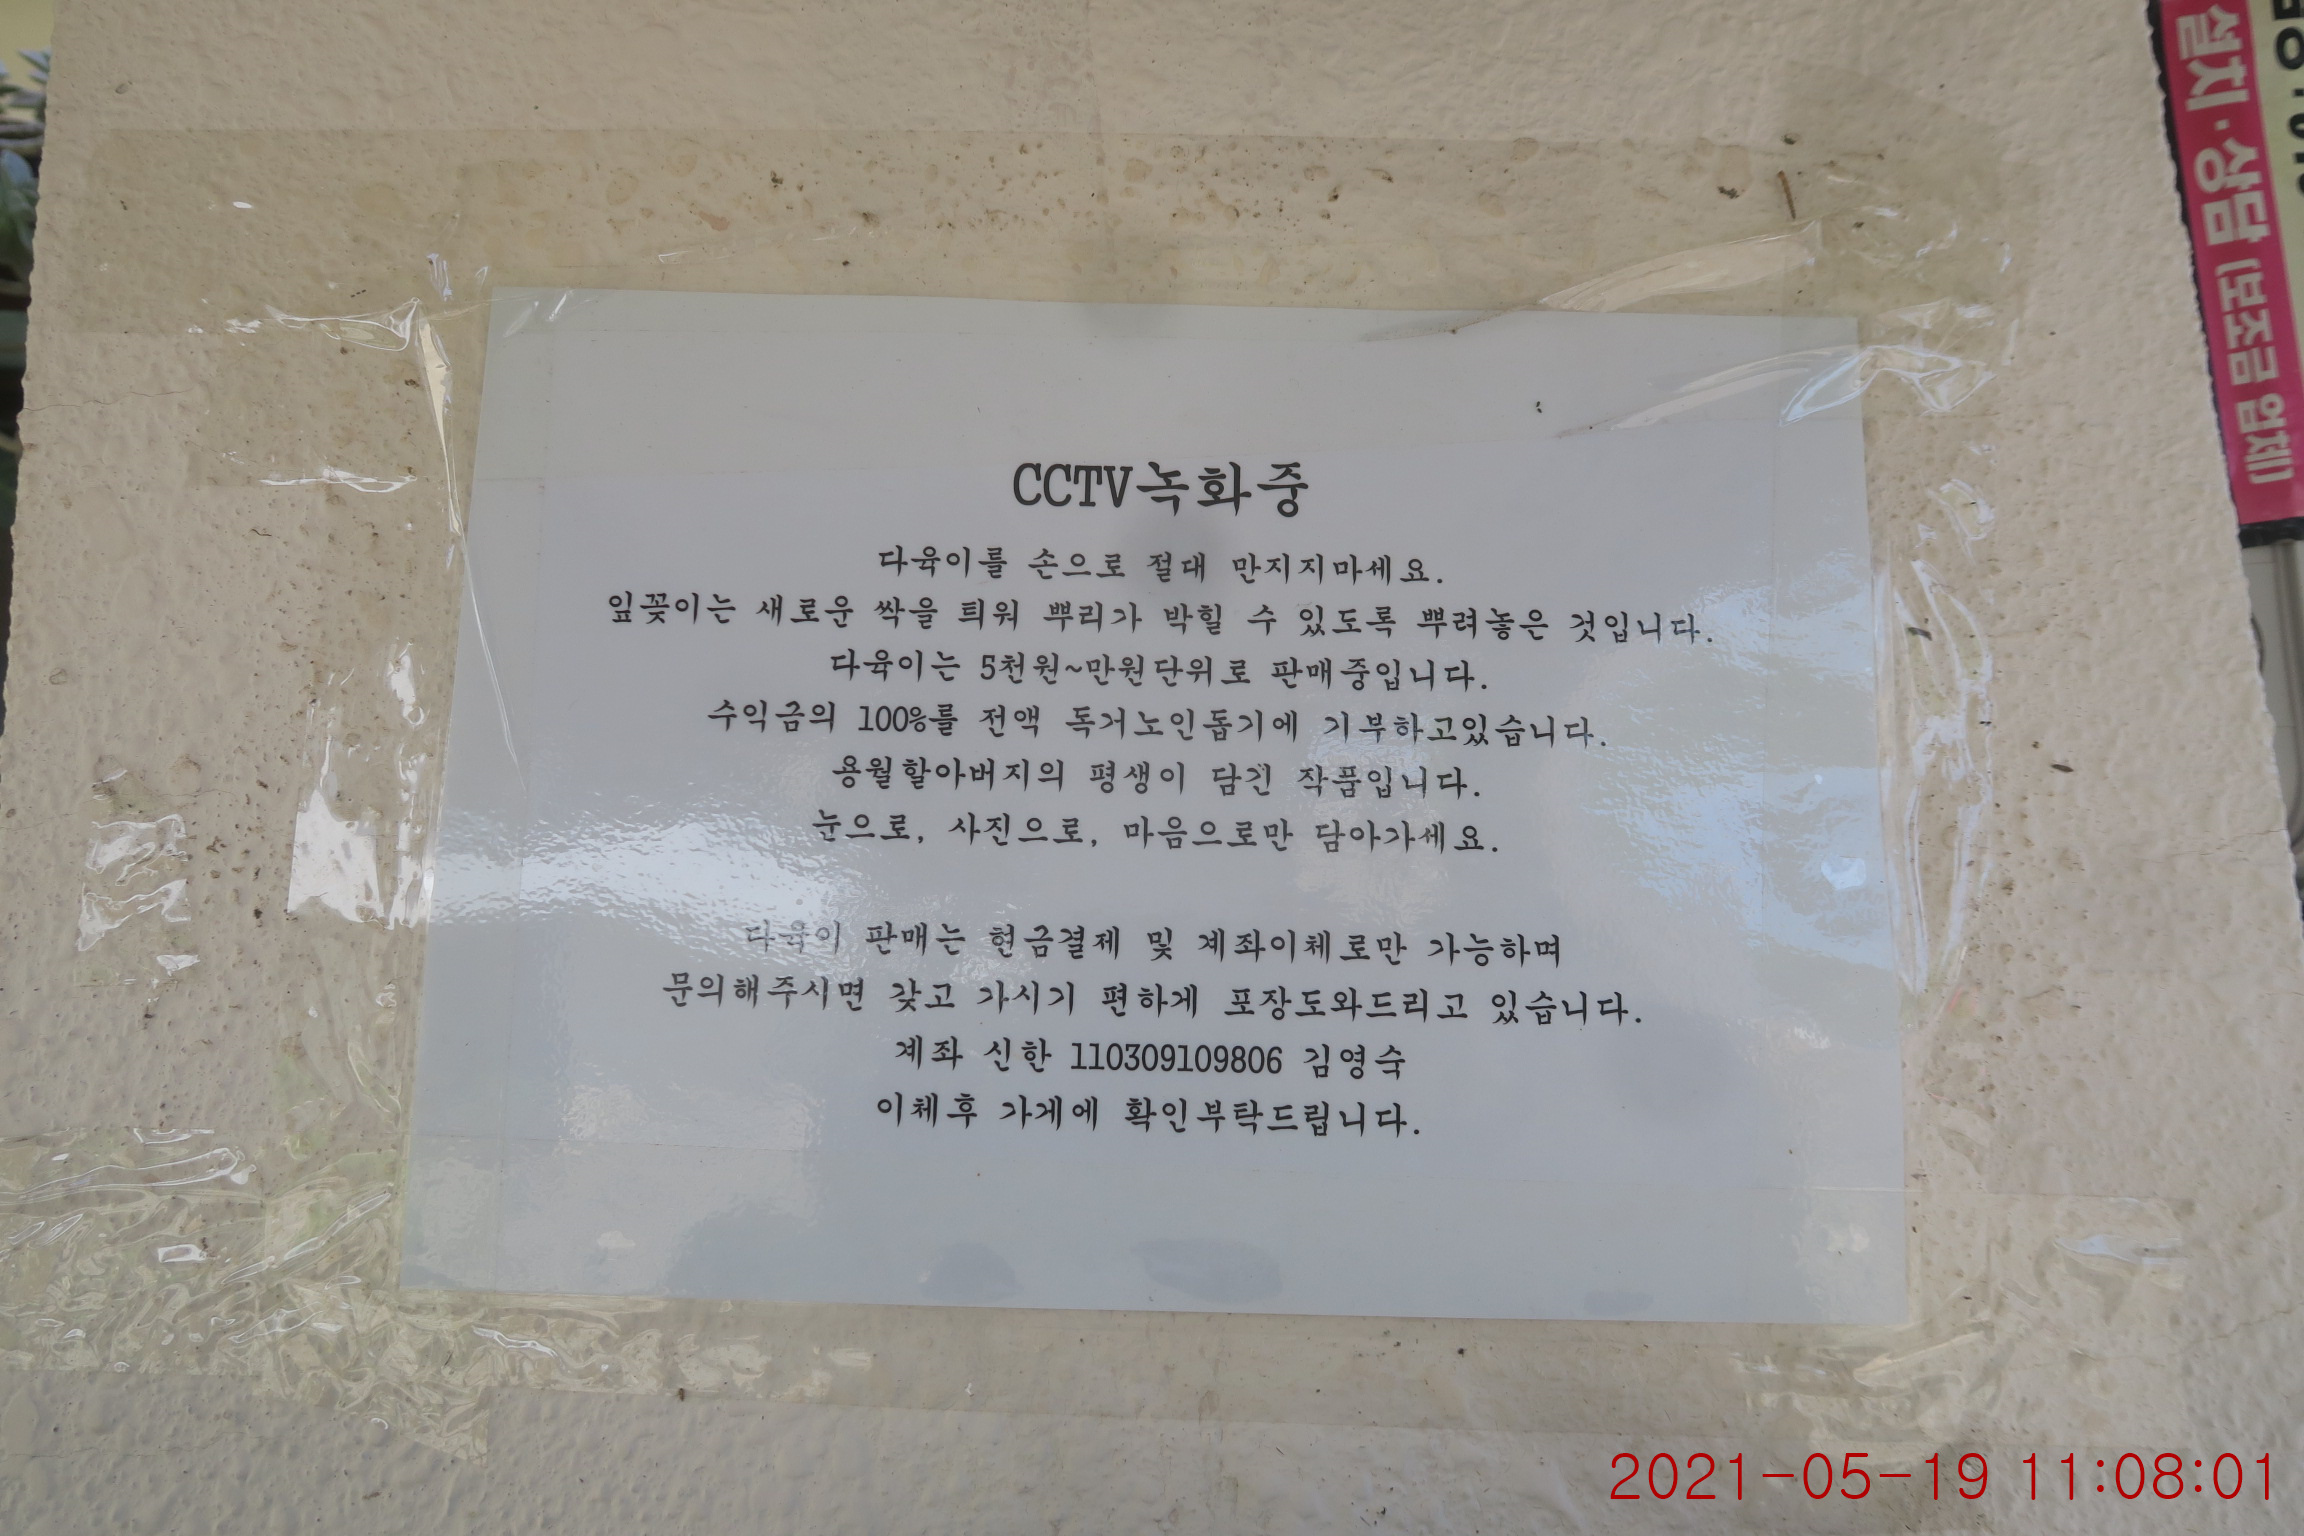 CCTV녹화중
다육이를 손으로 절대 만지지마세요.
잎꽂이는 새로운 싹을 틔워 뿌리가 박힐 수 있도록 뿌려놓은 것입니다.
다육이는 5천원~만원단위로 판매중입니다.
수익금의 100%를 전액 독거노인돕기에 기부하고있습니다.
용월할아버지의 평생이 담긴 작품입니다.
눈으로, 사진으로, 마음으로만 담아가세요.
다육이 판매는 현금결제 및 계좌이체로만 가능하며
문의해주시면 갖고 가시기 편하게 포장도와드리고 있습니다.
계좌 신한 110309109806 김영숙
이체후 가게에 확인부탁드립니다.
설치·상담 (보조금 업체)
2021-05-19 11:08:01